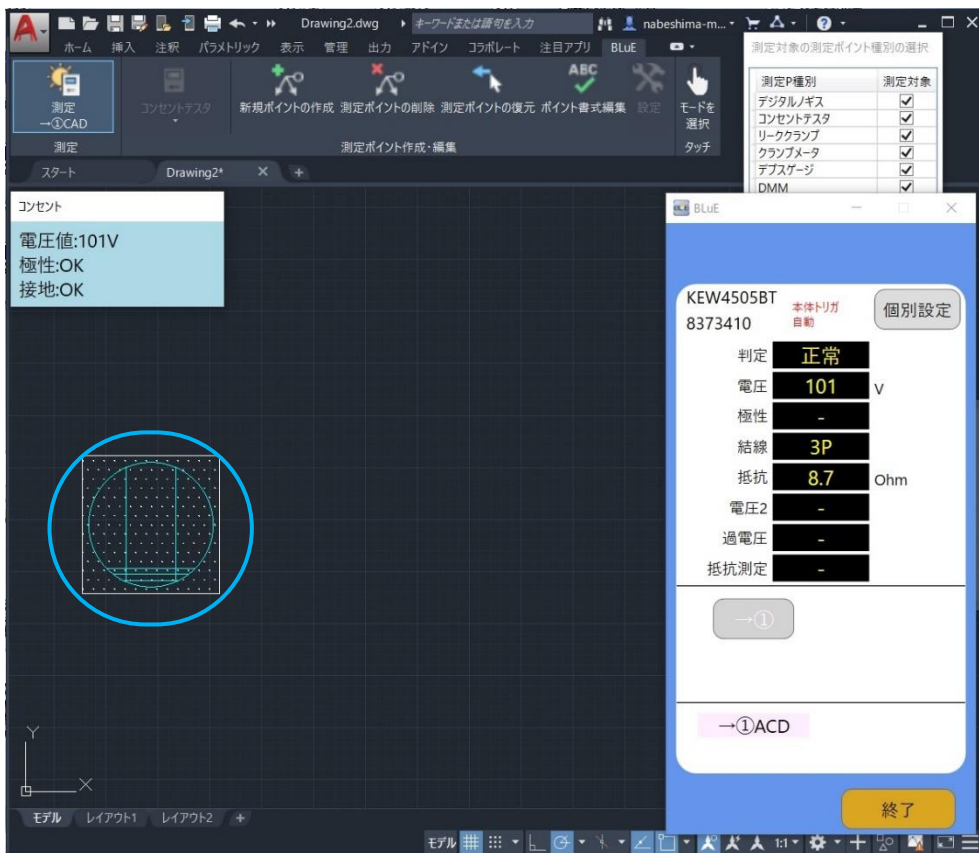 A
Drawing2.dwg
キーワードまたは語句を入力
nabeshima-m...
ホーム 挿入 注釈 パラメトリック 表示 管理 出力 アドイン コラボレート 注目アプリ BLUE
測定
→①CAD
コンセントテスタ
新規ポイントの作成
測定ポイントの削除
測定ポイントの復元
ABC
ポイント書式編集
設定
モードを
選択
測定
測定ポイント作成・編集
タッチ
スタート
Drawing2*
測定対象の測定ポイント種別の選択
測定P種別 測定対象
デジタルノギス
コンセントテスタ
リーククランプ
クランプメータ
デプスゲージ
DMM
コンセント
電圧値:101V
極性:OK
接地:OK
BLuE
KEW4505BT
8373410
本体トリガ
自動
個別設定
判定 正常
電圧 101 V
極性 -
結線 3P
抵抗 8.7 Ohm
電圧2 -
過電圧 -
抵抗測定 -
→①
→①ACD
終了
Y
X
モデル レイアウト1 レイアウト2 +
モデル
1:1